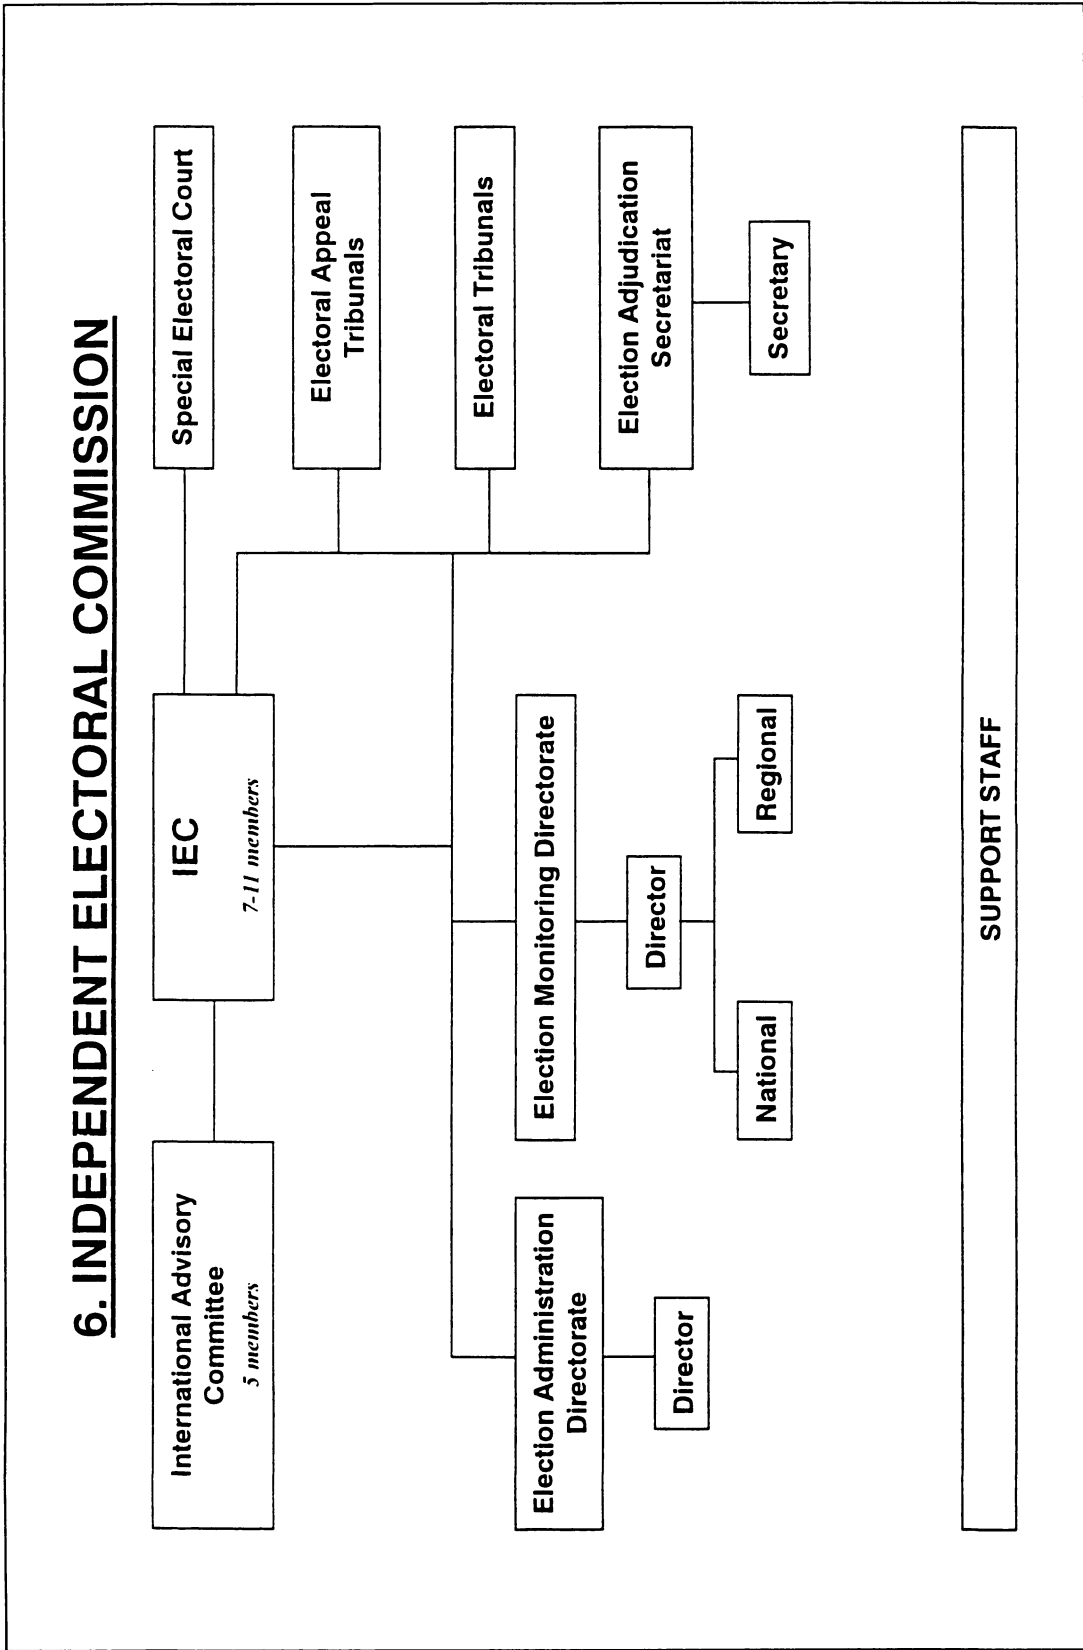 6. INDEPENDENT ELECTORAL COMMISSION
International Advisory
Committee
5 members
IEC
7-11 members
Special Electoral Court
Electoral Appeal
Tribunals
Electoral Tribunals
Election Adjudication
Secretariat
Secretary
Election Administration
Directorate
Director
Election Monitoring Directorate
Director
National
Regional
SUPPORT STAFF